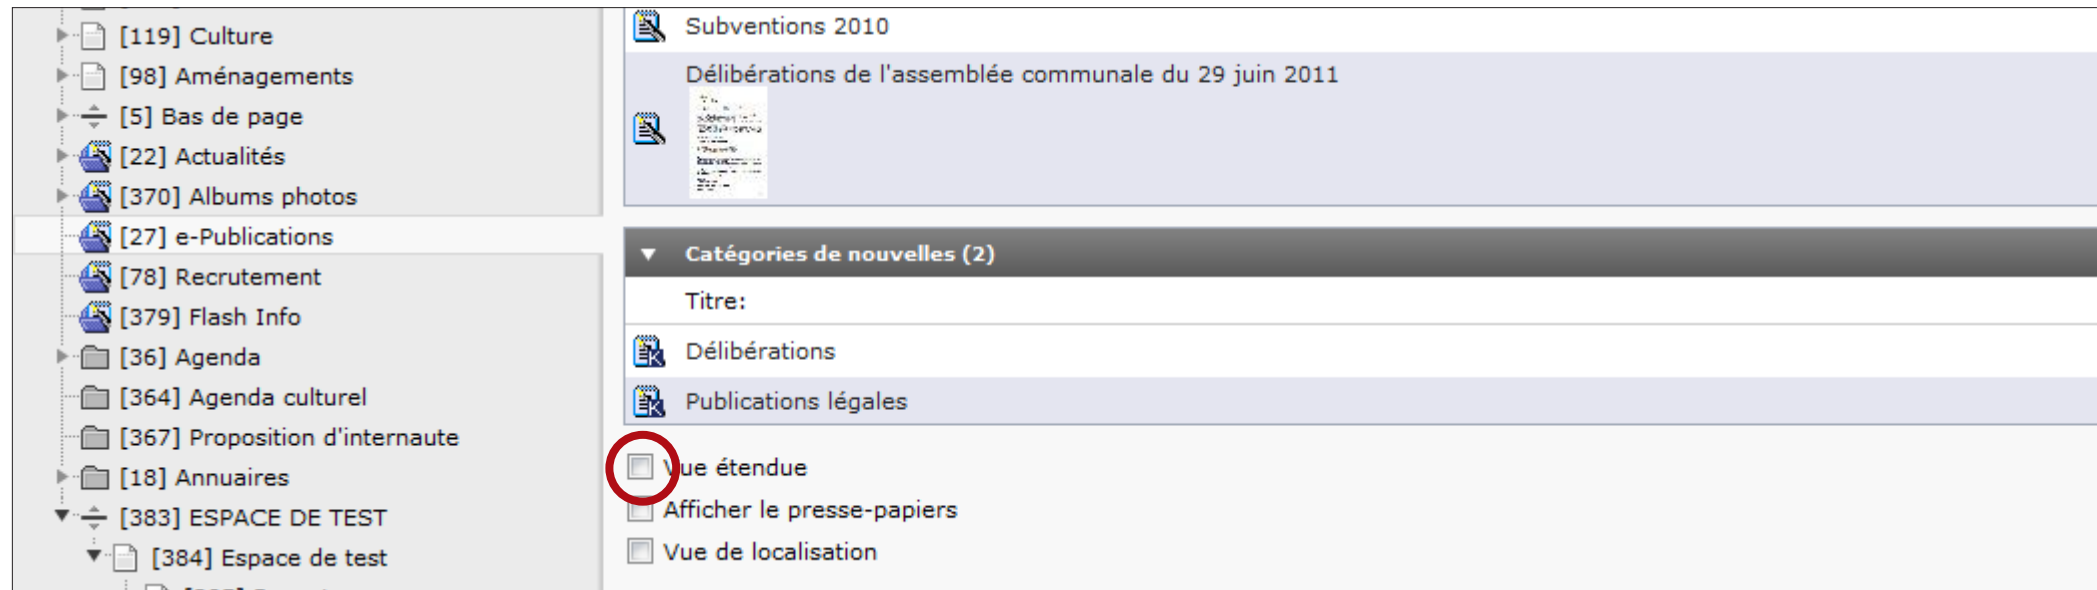 [119] Culture
[98] Aménagements
[5] Bas de page
[22] Actualités
[370] Albums photos
[27] e-Publications
[78] Recrutement
[379] Flash Info
[36] Agenda
[364] Agenda culturel
[367] Proposition d'internaute
[18] Annuaires
[383] ESPACE DE TEST
[384] Espace de test
Subventions 2010
Délibérations de l'assemblée communale du 29 juin 2011
Catégories de nouvelles (2)
Titre:
Délibérations
Publications légales
Vue étendue
Afficher le presse-papiers
Vue de localisation